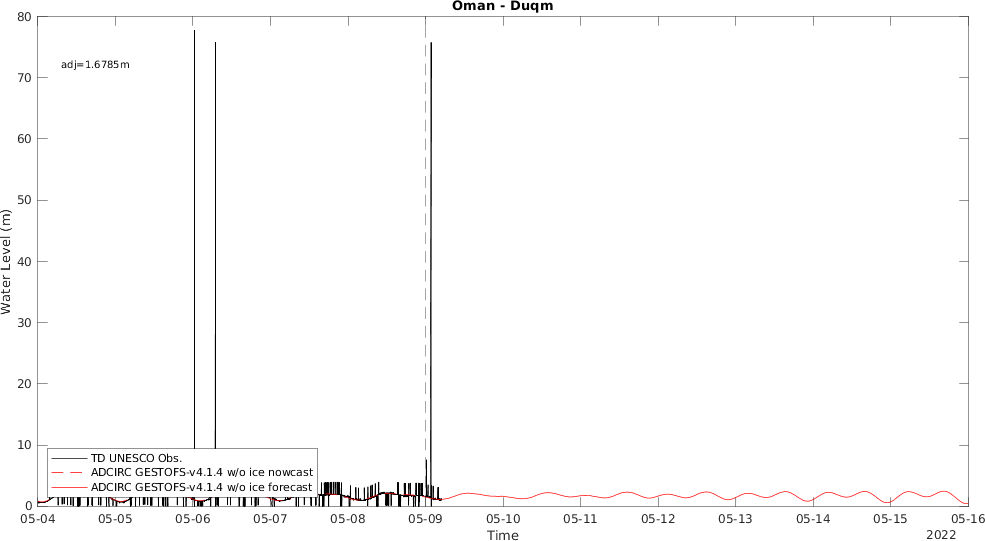 Oman - Duqm
80
adj=1.6785m
70
60
50
40
30
20
10
0
Water Level (m)
TD UNESCO Obs.
ADCIRC GESTOFS-v4.1.4 w/o ice nowcast
ADCIRC GESTOFS-v4.1.4 w/o ice forecast
05-04 05-05 05-06 05-07 05-08 05-09 05-10 05-11 05-12 05-13 05-14 05-15 05-16
Time
2022